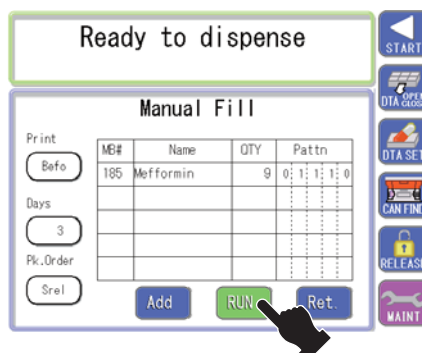 Ready to dispense
START
DTA OPEN CLOSE
Manual Fill
Print
Befo
MB# Name QTY Pattn
185 Mefformin 9 0 1 1 1 0
DTA SET
Days
3
CAN FIND
Pk.Order
Srel
RELEASE
Add RUN Ret.
MAINT